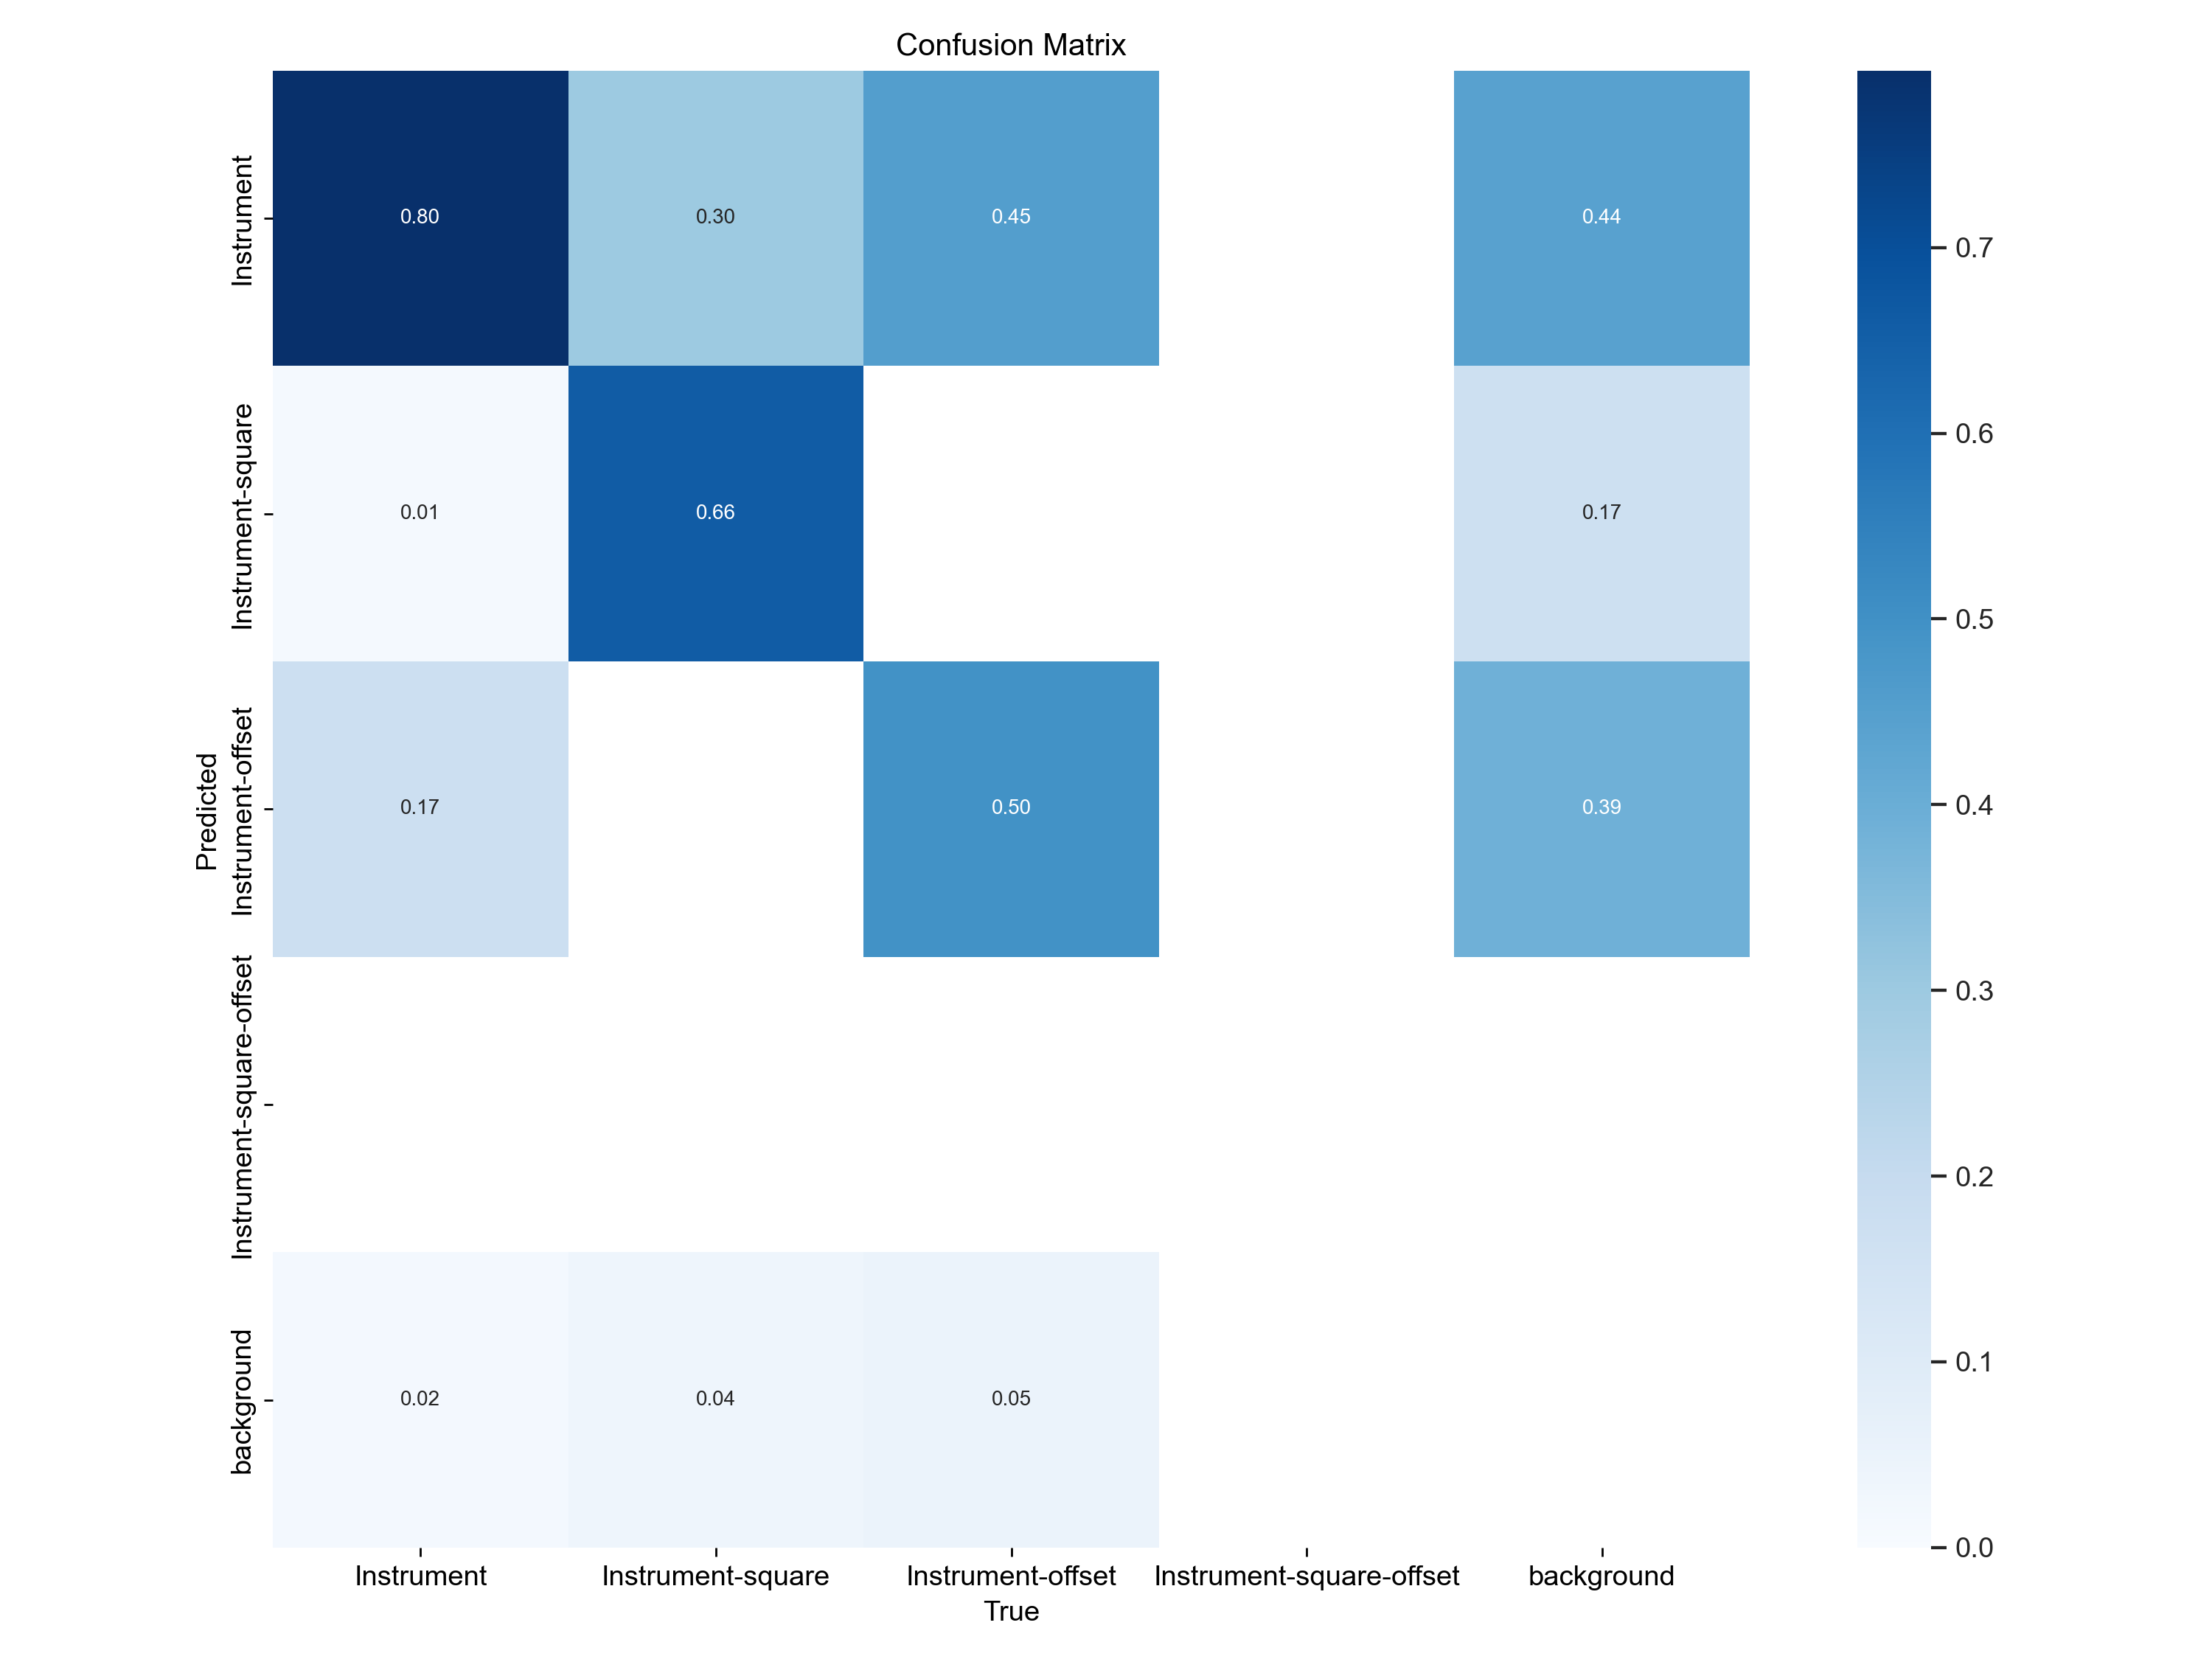 Confusion Matrix
Instrument
0.80
0.30
0.45
0.44
Instrument-square
0.01
0.66
0.17
Predicted
Instrument-offset
0.17
0.50
0.39
Instrument-square-offset
background
0.02
0.04
0.05
Instrument
Instrument-square
Instrument-offset
Instrument-square-offset
background
True
0.7
0.6
0.5
0.4
0.3
0.2
0.1
0.0